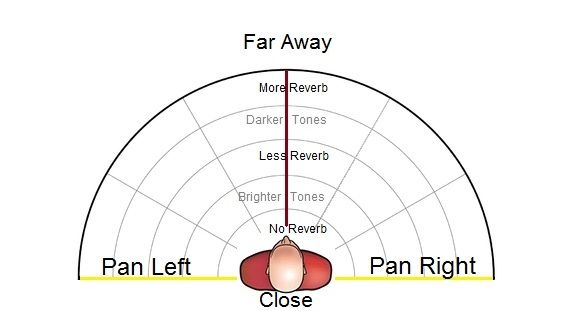 Far Away
More Reverb
Darker Tones
Less Reverb
Brighter Tones
No Reverb
Pan Left
Pan Right
Close